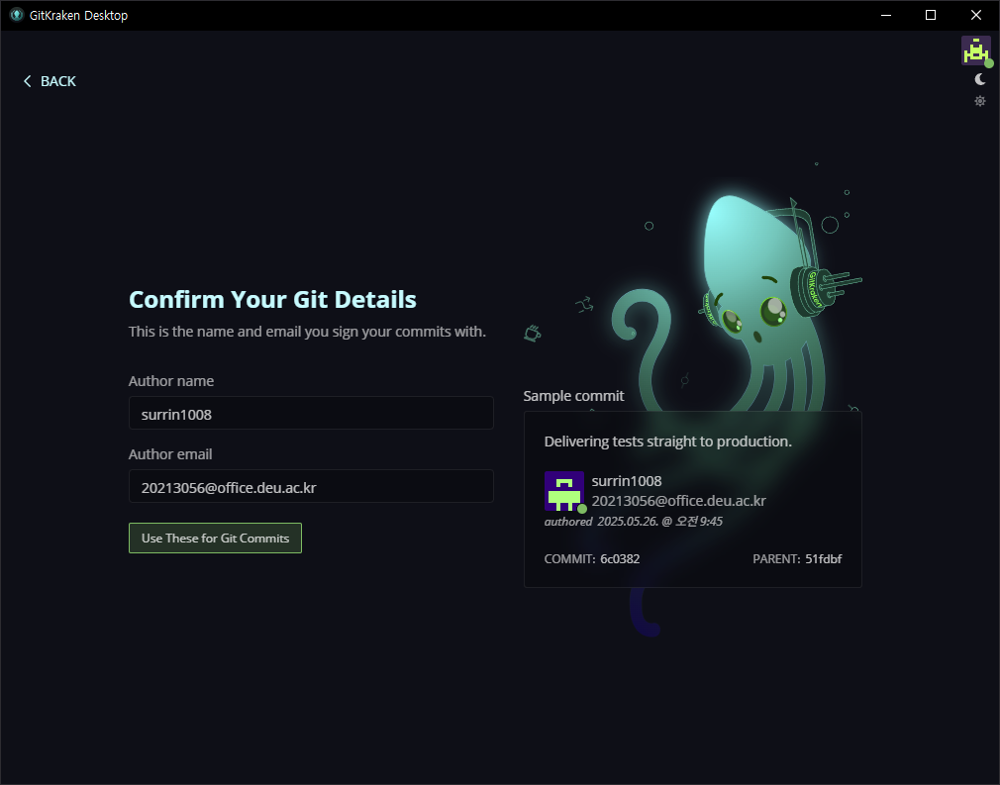 GitKraken Desktop
BACK
Confirm Your Git Details
This is the name and email you sign your commits with.
Author name
surrin1008
Author email
20213056@office.deu.ac.kr
Use These for Git Commits
GitKraken
Sample commit
Delivering tests straight to production.
surrin1008
20213056@office.deu.ac.kr
authored 2025.05.26. @ 오전 9:45
COMMIT: 6c0382
PARENT: 51fdbf